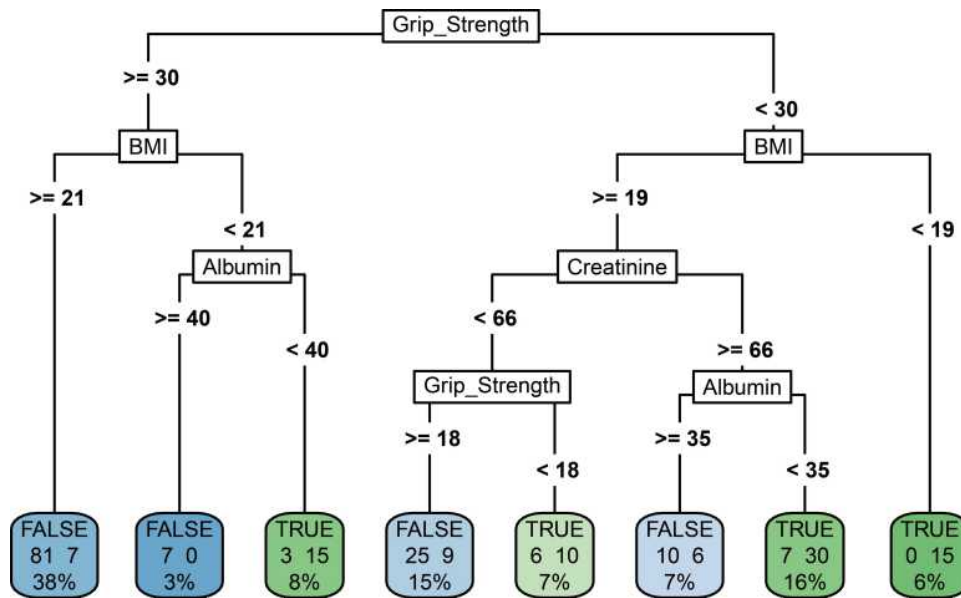 Grip_Strength
>= 30
< 30
BMI
BMI
>= 21
< 21
>= 19
< 19
Albumin
Creatinine
>= 40
< 40
< 66
>= 66
Grip_Strength
Albumin
>= 18
< 18
>= 35
< 35
FALSE
81 7
38%
FALSE
7 0
3%
TRUE
3 15
8%
FALSE
25 9
15%
TRUE
6 10
7%
FALSE
10 6
7%
TRUE
7 30
16%
TRUE
0 15
6%